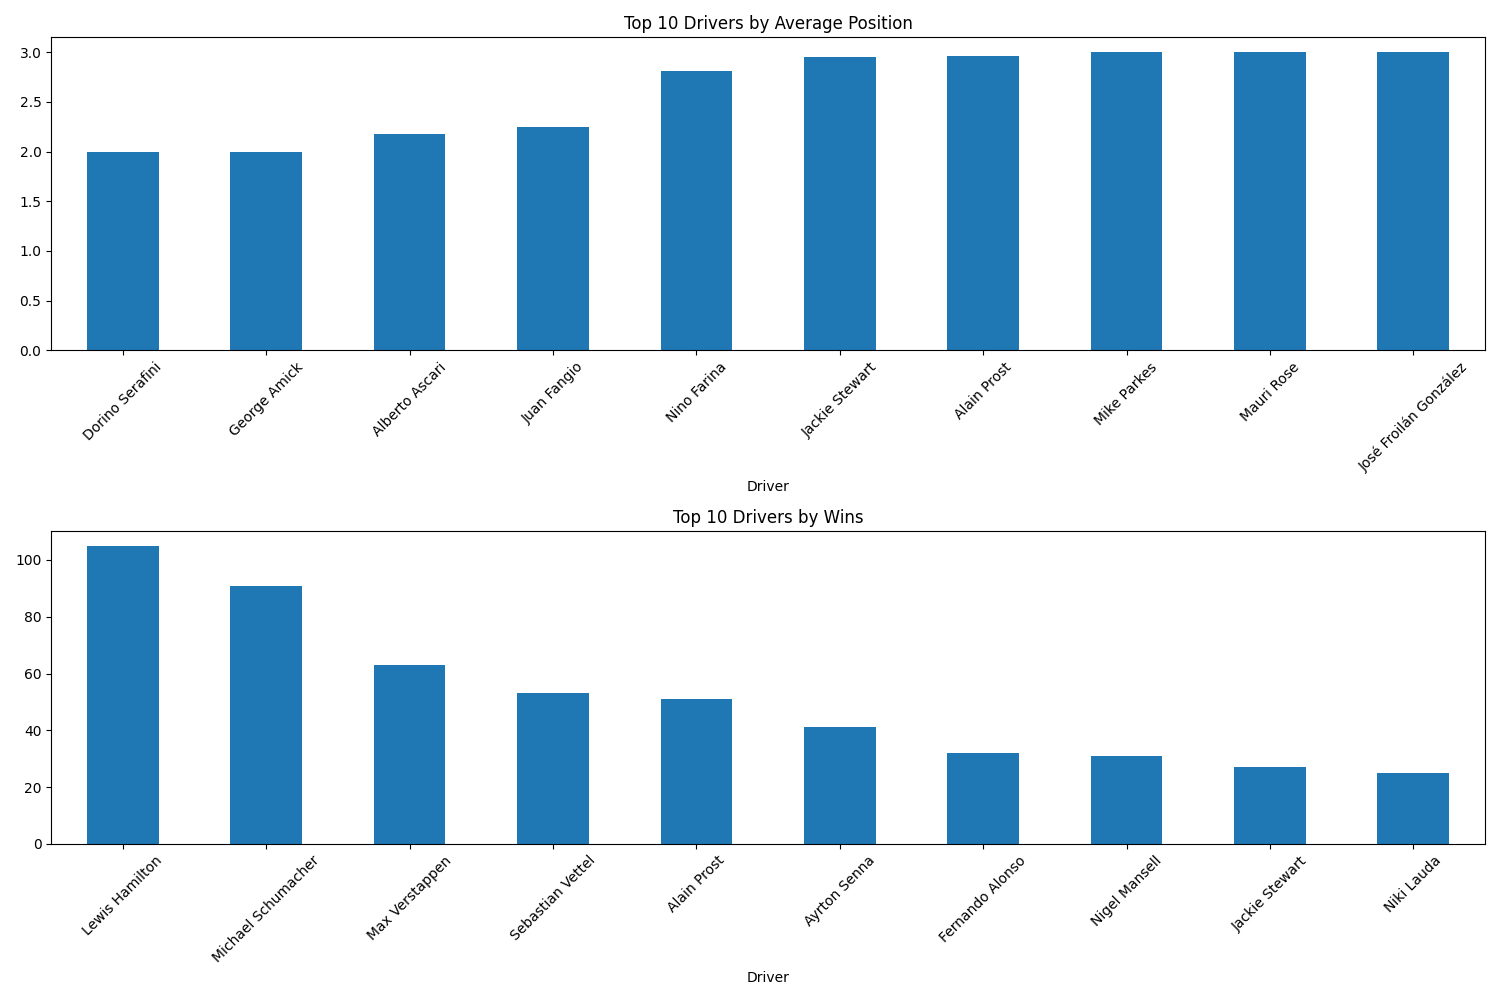 Top 10 Drivers by Average Position
3.0
2.5
2.0
1.5
1.0
0.5
0.0
Dorino Serafini
George Amick
Alberto Ascari
Juan Fangio
Nino Farina
Jackie Stewart
Alain Prost
Mike Parkes
Mauri Rose
José Froilán González
Driver
Top 10 Drivers by Wins
100
80
60
40
20
0
Lewis Hamilton
Michael Schumacher
Max Verstappen
Sebastian Vettel
Alain Prost
Ayrton Senna
Fernando Alonso
Nigel Mansell
Jackie Stewart
Niki Lauda
Driver